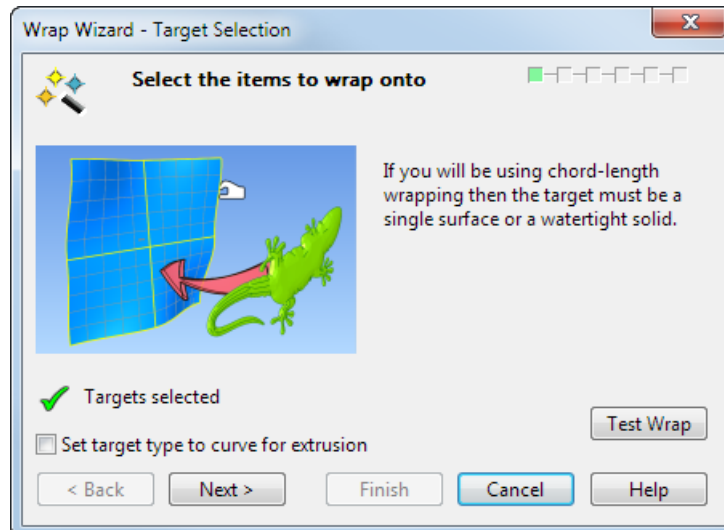 Wrap Wizard - Target Selection
Select the items to wrap onto
If you will be using chord-length
wrapping then the target must be a
single surface or a watertight solid.
Targets selected
Test Wrap
Set target type to curve for extrusion
< Back
Next >
Finish
Cancel
Help